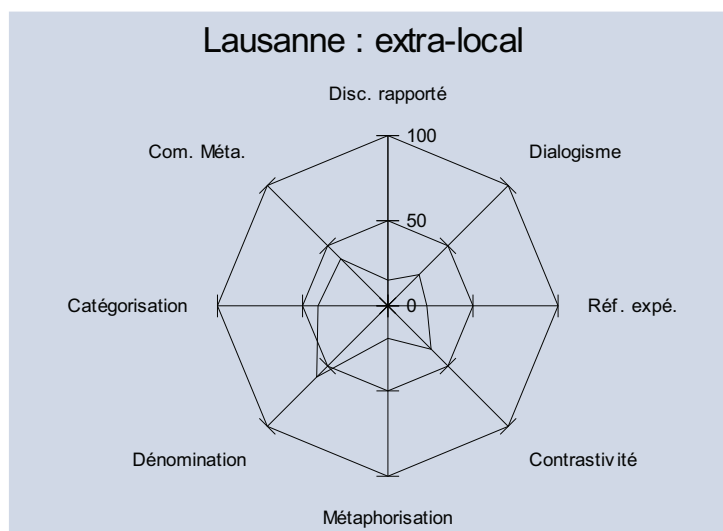 Lausanne : extra-local
Disc. rapporté
Com. Méta.
Dialogisme
100
50
0
Catégorisation
Réf. expé.
Dénomination
Contrastivité
Métaphorisation